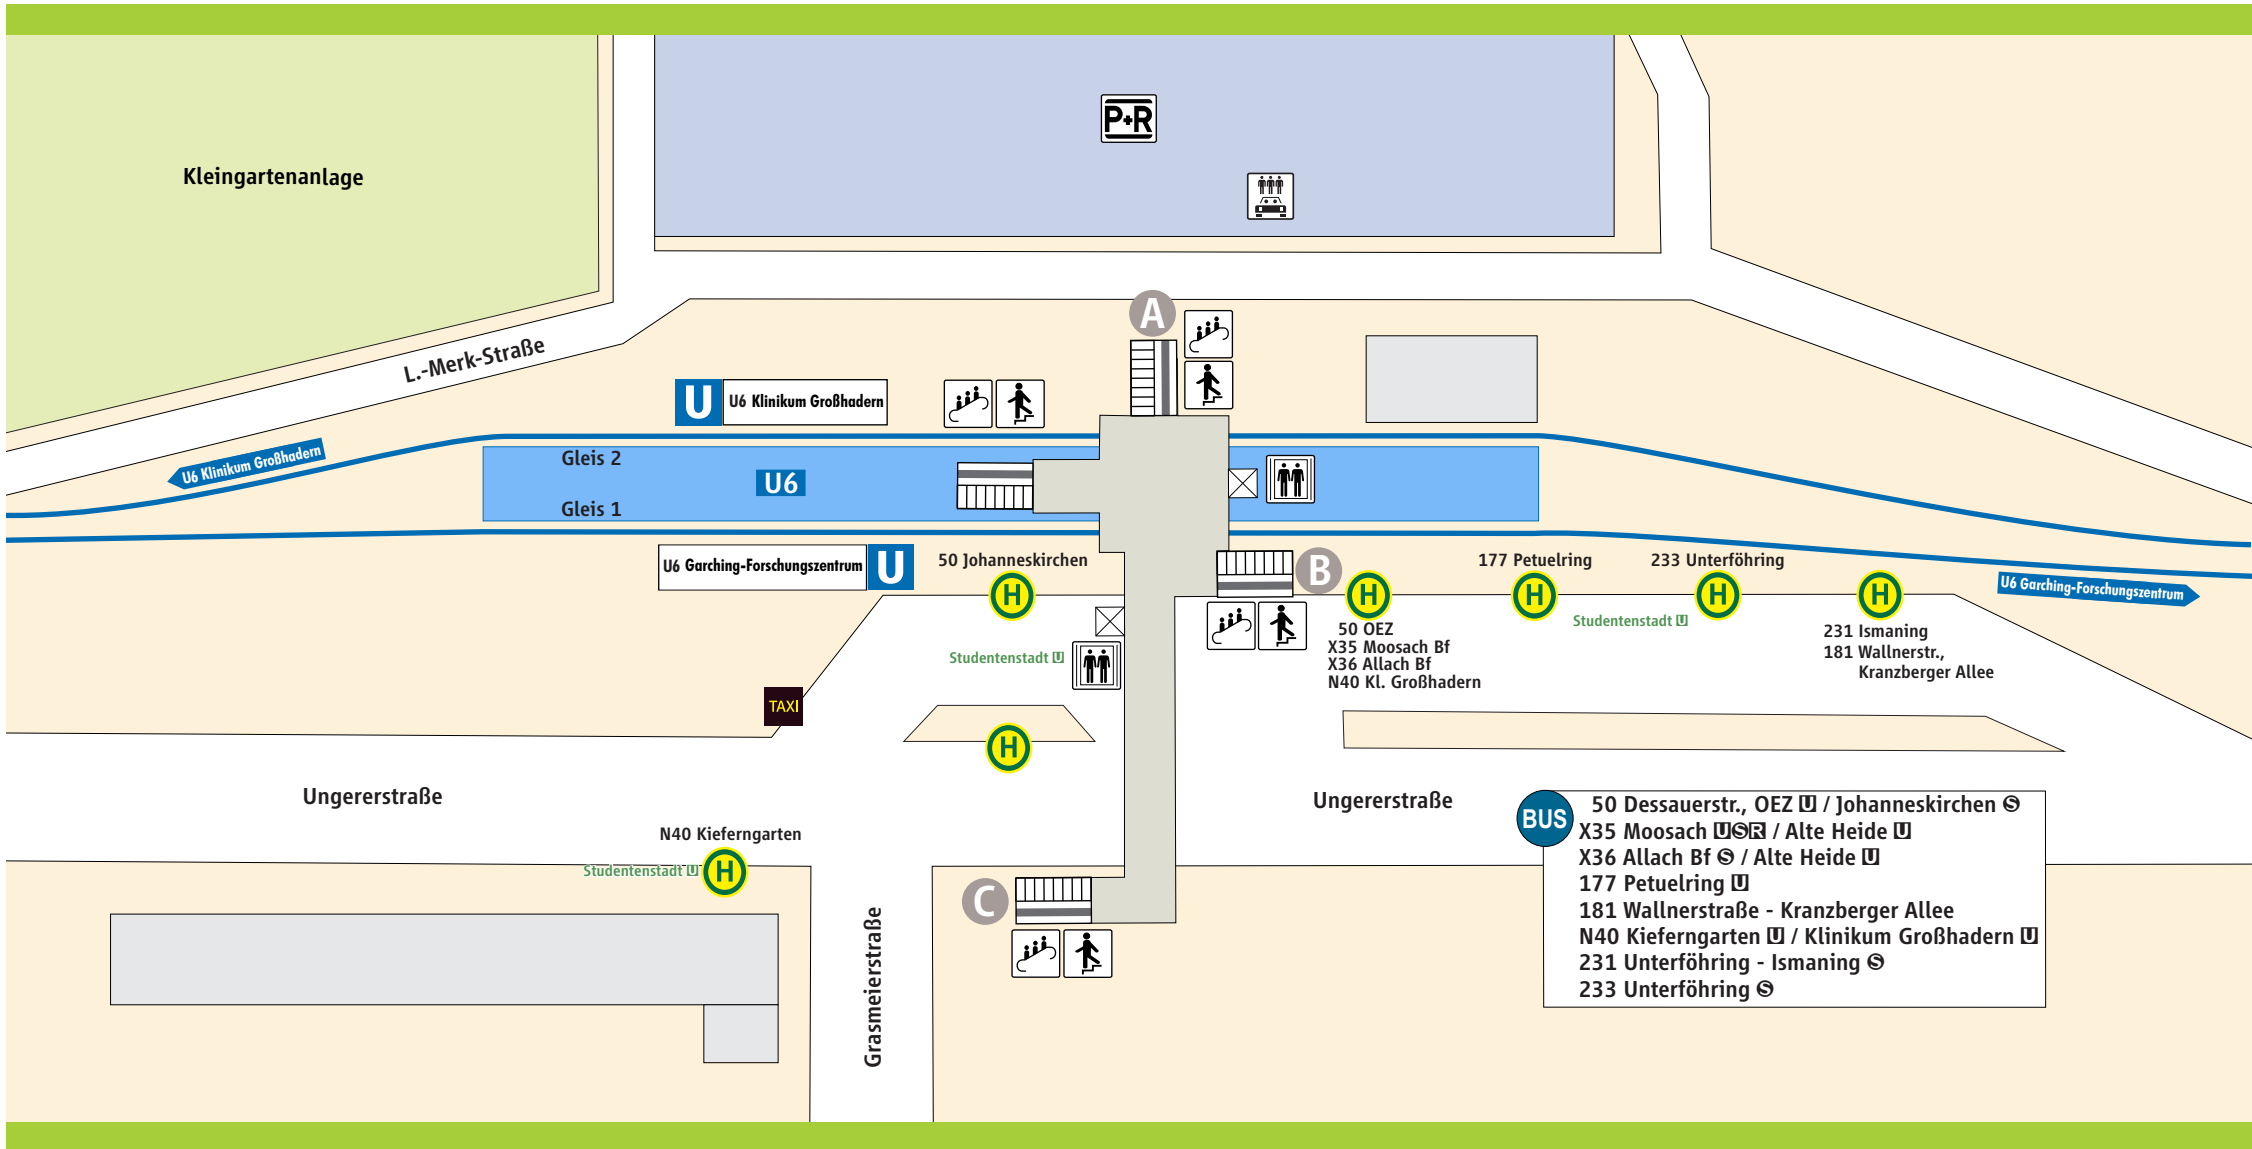 P+R
Kleingartenanlage
A
L.-Merk-Straße
U U6 Klinikum Großhadern
U6 Klinikum Großhadern
Gleis 2
U6
Gleis 1
U6 Garching-Forschungszentrum U
50 Johanneskirchen
H
B
H
50 OEZ
X35 Moosach Bf
X36 Allach Bf
N40 Kl. Großhadern
177 Petuelring
H
Studentenstadt U
233 Unterföhring
H
H
231 Ismaning
181 Wallnerstr.,
Kranzberger Allee
U6 Garching-Forschungszentrum
Studentenstadt U
TAXI
H
Ungererstraße
Ungererstraße
N40 Kieferngarten
Studentenstadt U H
C
Grasmeierstraße
BUS
50 Dessauerstr., OEZ U / Johanneskirchen S
X35 Moosach U S R / Alte Heide U
X36 Allach Bf S / Alte Heide U
177 Petuelring U
181 Wallnerstraße - Kranzberger Allee
N40 Kieferngarten U / Klinikum Großhadern U
231 Unterföhring - Ismaning S
233 Unterföhring S